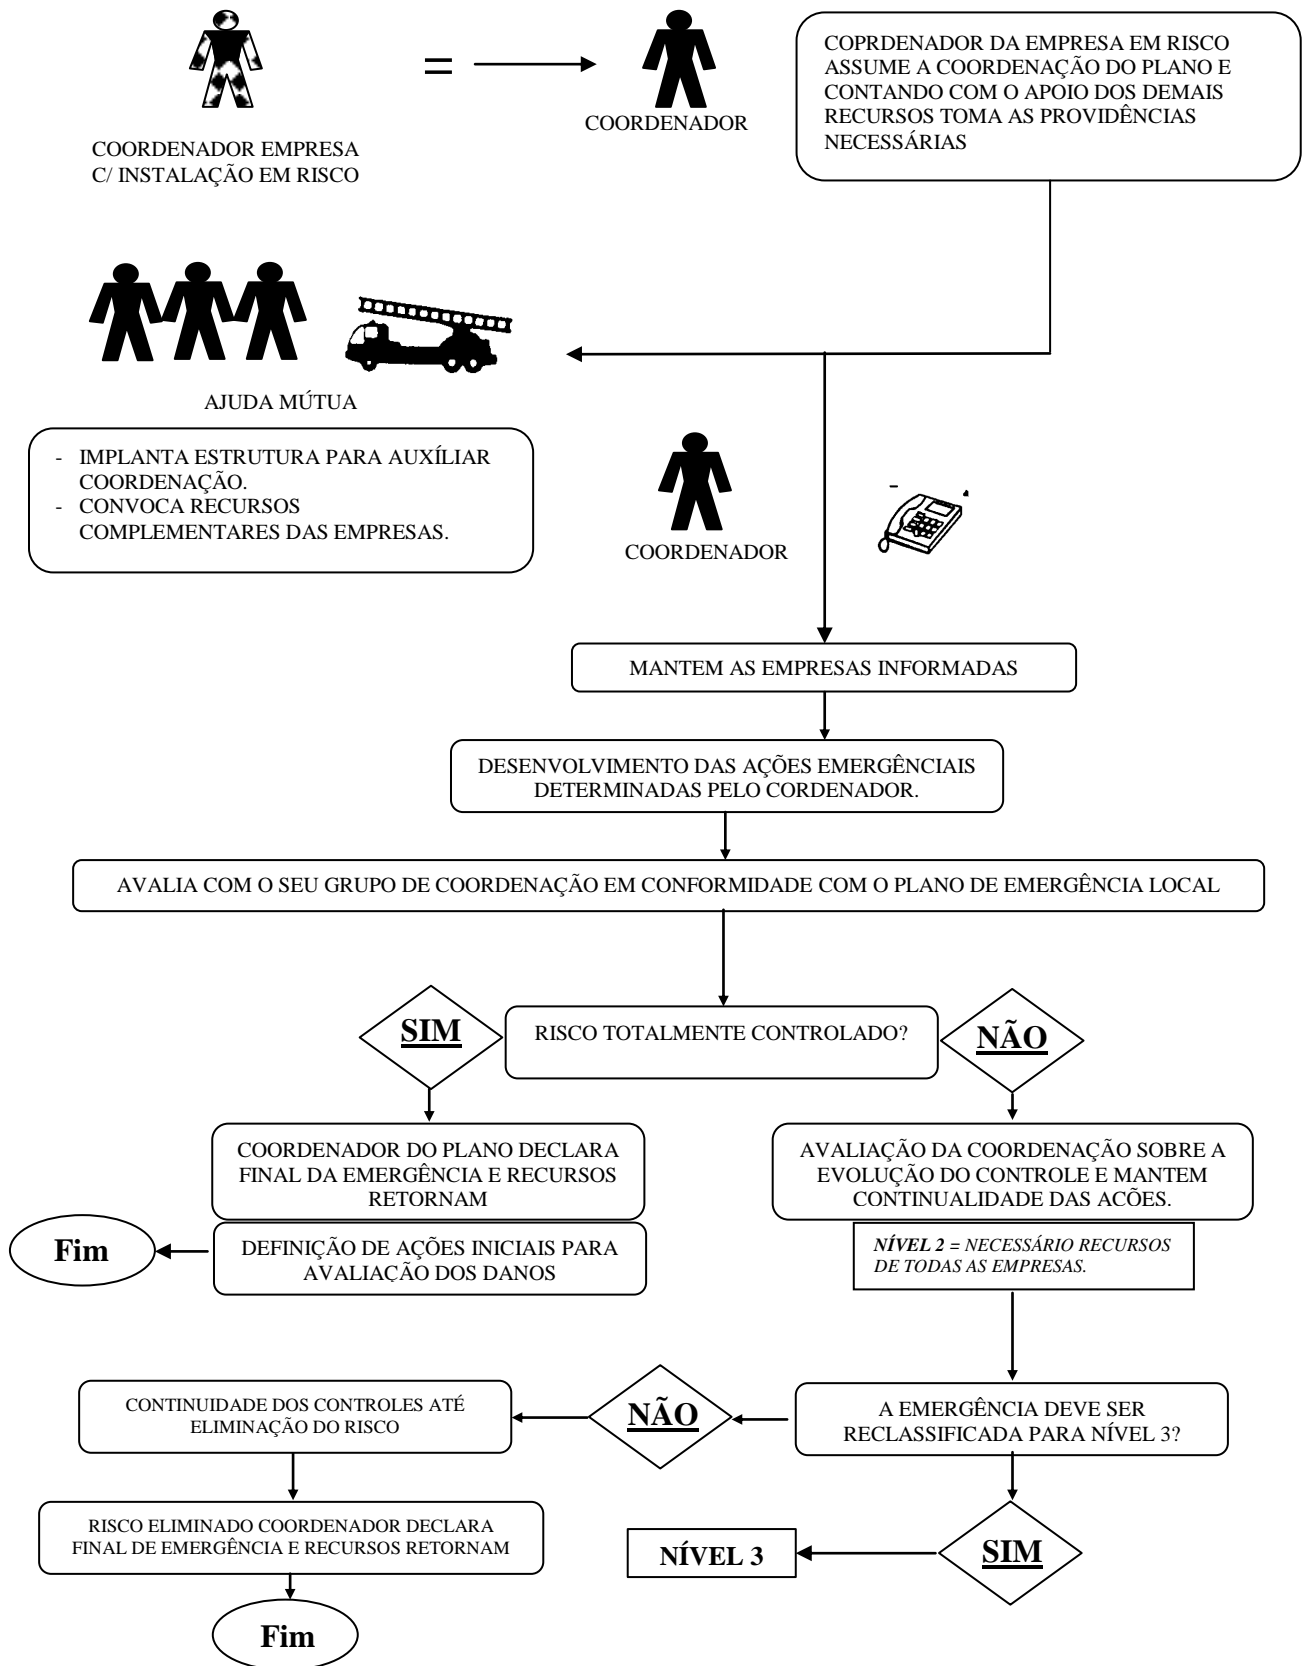 =
COORDENADOR
COORDENADOR EMPRESA
C/ INSTALAÇÃO EM RISCO
COPRDENADOR DA EMPRESA EM RISCO
ASSUME A COORDENAÇÃO DO PLANO E
CONTANDO COM O APOIO DOS DEMAIS
RECURSOS TOMA AS PROVIDÊNCIAS
NECESSÁRIAS
AJUDA MÚTUA
- IMPLANTA ESTRUTURA PARA AUXÍLIAR
COORDENAÇÃO.
- CONVOCA RECURSOS
COMPLEMENTARES DAS EMPRESAS.
COORDENADOR
MANTEM AS EMPRESAS INFORMADAS
DESENVOLVIMENTO DAS AÇÕES EMERGÊNCIAIS
DETERMINADAS PELO CORDENADOR.
AVALIA COM O SEU GRUPO DE COORDENAÇÃO EM CONFORMIDADE COM O PLANO DE EMERGÊNCIA LOCAL
SIM
RISCO TOTALMENTE CONTROLADO?
NÃO
COORDENADOR DO PLANO DECLARA
FINAL DA EMERGÊNCIA E RECURSOS
RETORNAM
AVALIAÇÃO DA COORDENAÇÃO SOBRE A
EVOLUÇÃO DO CONTROLE E MANTEM
CONTINUALIDADE DAS ACÕES.
Fim
DEFINIÇÃO DE AÇÕES INICIAIS PARA
AVALIAÇÃO DOS DANOS
NÍVEL 2 = NECESSÁRIO RECURSOS
DE TODAS AS EMPRESAS.
CONTINUIDADE DOS CONTROLES ATÉ
ELIMINAÇÃO DO RISCO
NÃO
A EMERGÊNCIA DEVE SER
RECLASSIFICADA PARA NÍVEL 3?
RISCO ELIMINADO COORDENADOR DECLARA
FINAL DE EMERGÊNCIA E RECURSOS RETORNAM
NÍVEL 3
SIM
Fim